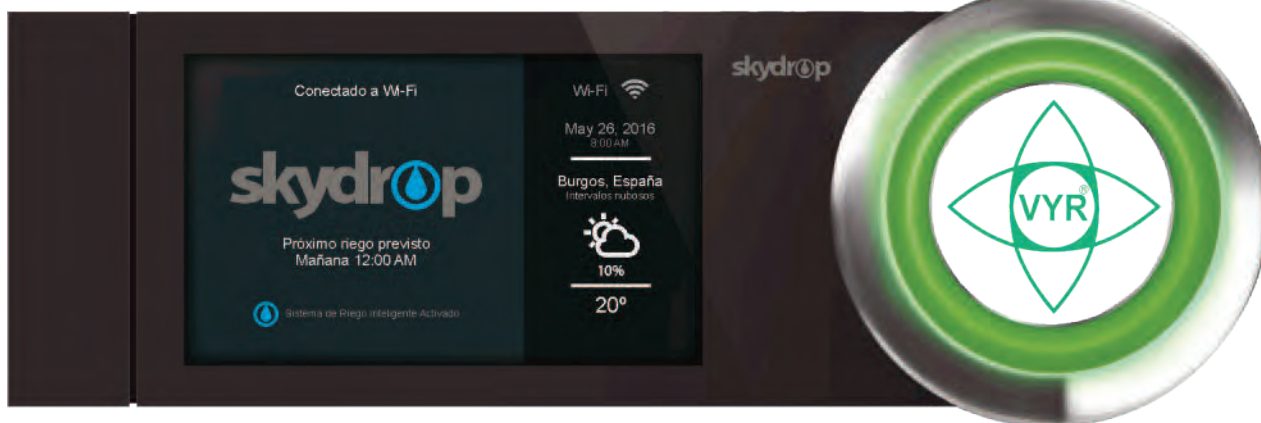 Conectado a Wi-Fi
skydrop
Próximo riego previsto
Mañana 12:00 AM
Sistema de Riego Inteligente Activado
Wi-Fi
May 26, 2016
8:00 AM
Burgos, España
Intervalos nubosos
10%
20º
skydrop
VYR®